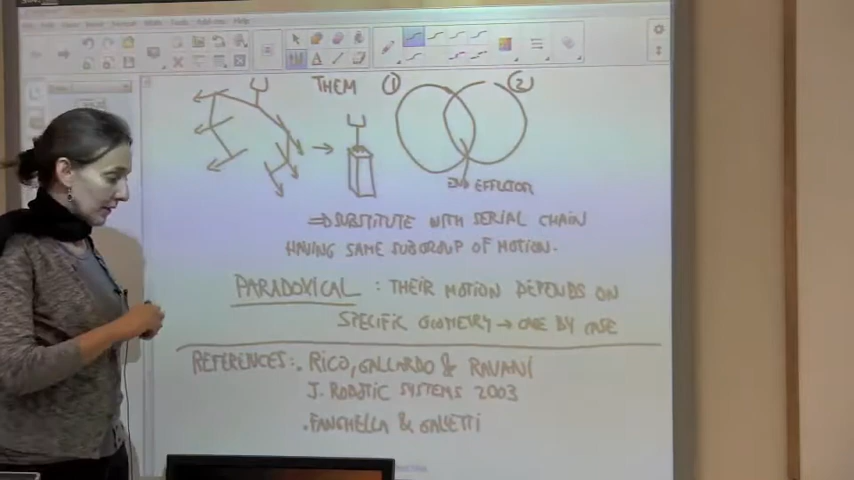 THEM ① ②
END EFFECTOR
⇒ SUBSTITUTE WITH SERIAL CHAIN
HAVING SAME SUBGROUP OF MOTION.
PARADOXICAL : THEIR MOTION DEPENDS ON
SPECIFIC GEOMETRY → ONE BY CASE
REFERENCES: . RICO, GALLARDO & RAVANI
J. ROBOTIC SYSTEMS 2003
. FANGHELLA & GALLETTI